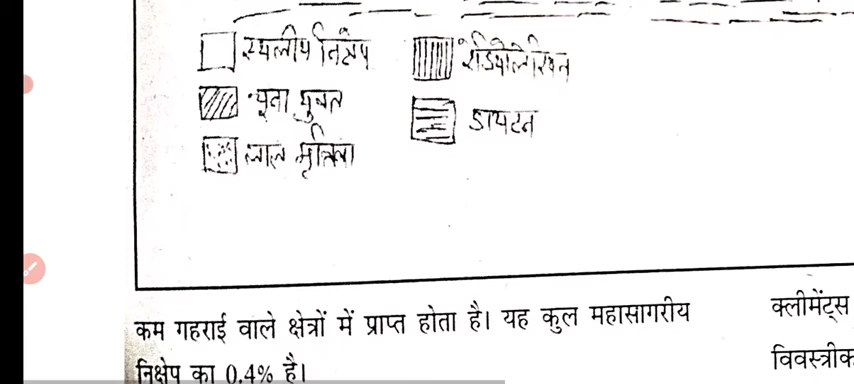 स्थलीय निक्षेप
रेडियोलेरियन
चूना युक्त
डायटम
लाल मृत्तिका
कम गहराई वाले क्षेत्रों में प्राप्त होता है। यह कुल महासागरीय
निक्षेप का 0.4% है।
क्लीमेंट्स
विवस्त्रीक